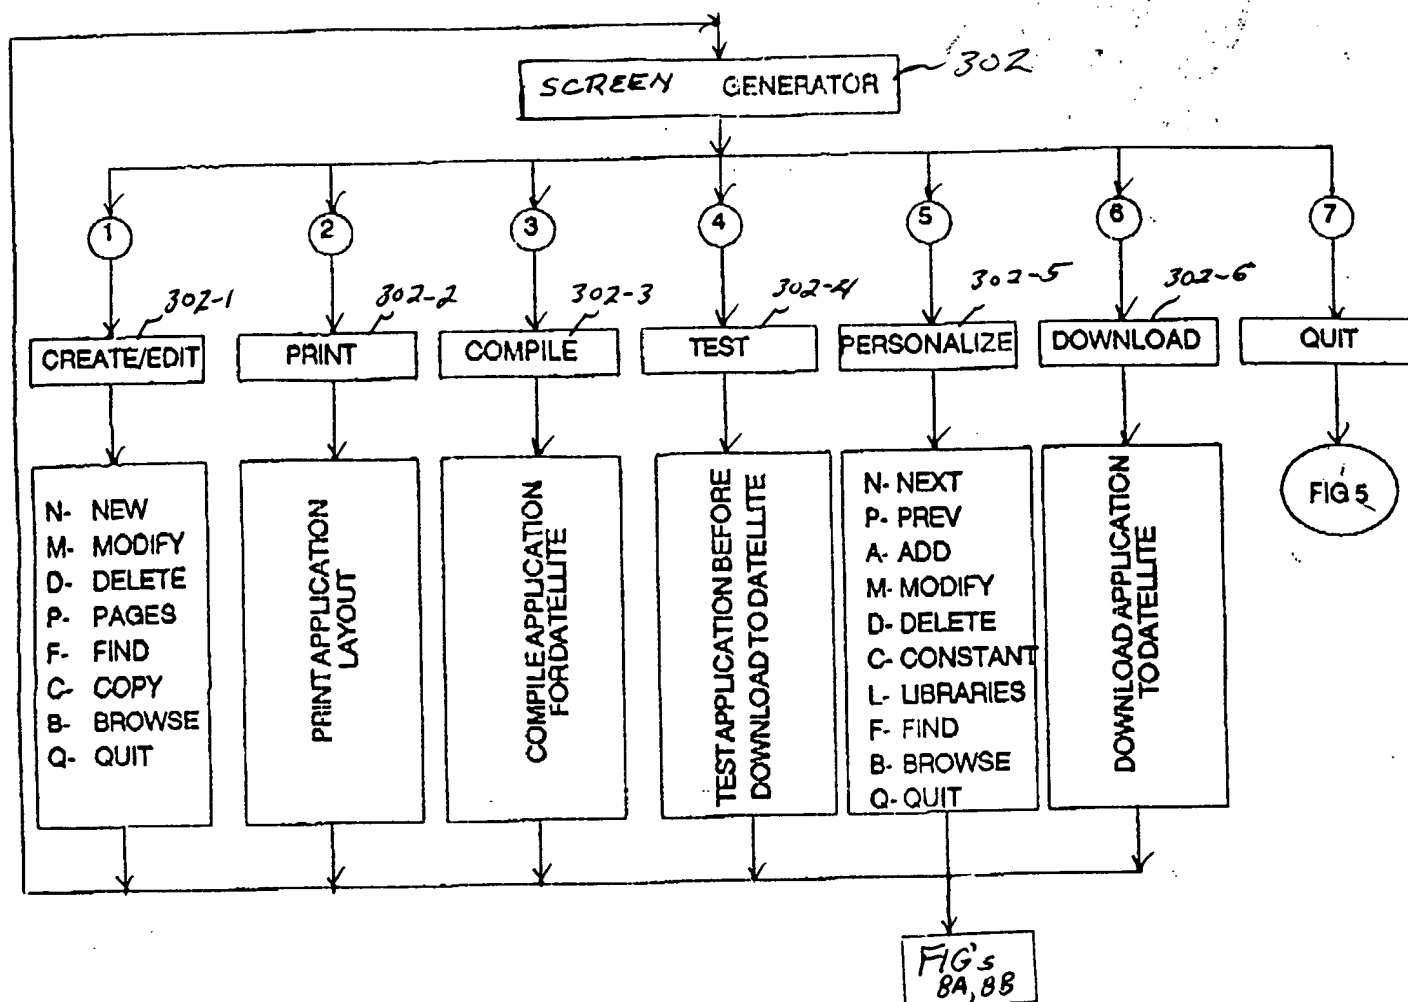 SCREEN GENERATOR
302
1
2
3
4
5
6
7
302-1
302-2
302-3
302-4
302-5
302-6
CREATE/EDIT
PRINT
COMPILE
TEST
PERSONALIZE
DOWNLOAD
QUIT
N- NEW
M- MODIFY
D- DELETE
P- PAGES
F- FIND
C- COPY
B- BROWSE
Q- QUIT
PRINT APPLICATION
LAYOUT
COMPILE APPLICATION
FOR DATELLITE
TEST APPLICATION BEFORE
DOWNLOAD TO DATELLITE
N- NEXT
P- PREV
A- ADD
M- MODIFY
D- DELETE
C- CONSTANT
L- LIBRARIES
F- FIND
B- BROWSE
Q- QUIT
DOWNLOAD APPLICATION
TO DATELLITE
FIG 5
FIG's
8A, 8B